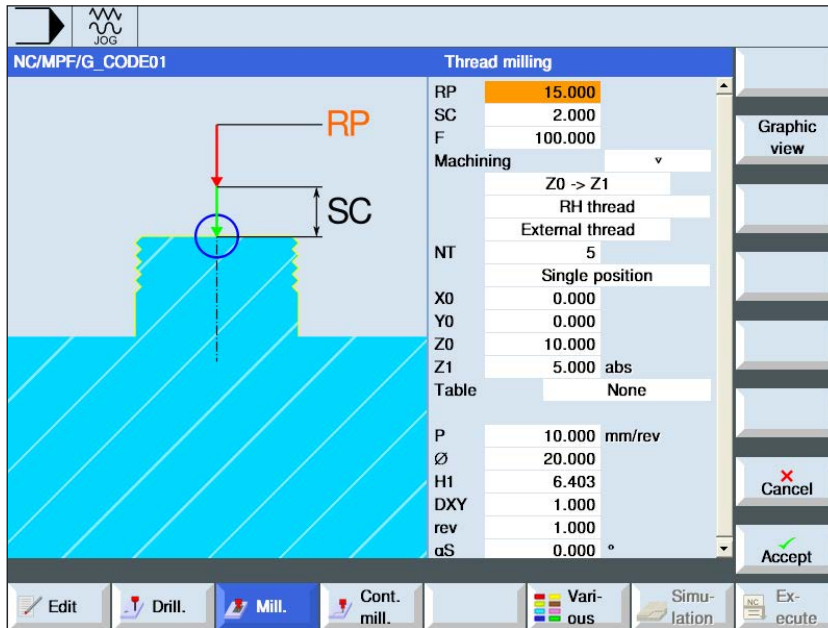 JOG
NC/MPF/G_CODE01
Thread milling
RP
SC
RP 15.000
SC 2.000
F 100.000
Machining ▿
Z0 -> Z1
RH thread
External thread
NT 5
Single position
X0 0.000
Y0 0.000
Z0 10.000
Z1 5.000 abs
Table None
P 10.000 mm/rev
Ø 20.000
H1 6.403
DXY 1.000
rev 1.000
αS 0.000 °
Graphic
view
Cancel
Accept
Edit
Drill.
Mill.
Cont.
mill.
Vari-
ous
Simu-
lation
NC
Ex-
ecute